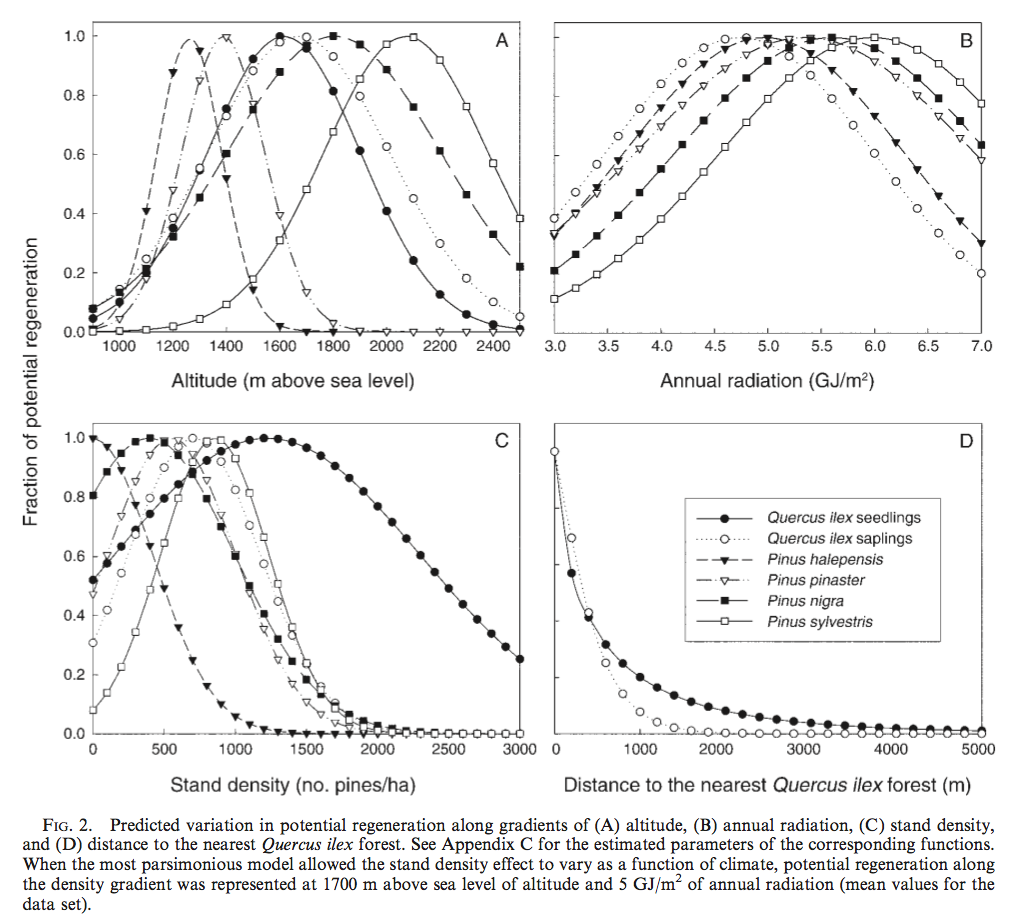 A
1.0
0.8
0.6
0.4
0.2
0.0
1000 1200 1400 1600 1800 2000 2200 2400
Altitude (m above sea level)
B
3.0 3.5 4.0 4.5 5.0 5.5 6.0 6.5 7.0
Annual radiation (GJ/m²)
Fraction of potential regeneration
C
1.0
0.8
0.6
0.4
0.2
0.0
0 500 1000 1500 2000 2500 3000
Stand density (no. pines/ha)
D
Quercus ilex seedlings
Quercus ilex saplings
Pinus halepensis
Pinus pinaster
Pinus nigra
Pinus sylvestris
0 1000 2000 3000 4000 5000
Distance to the nearest Quercus ilex forest (m)
FIG. 2. Predicted variation in potential regeneration along gradients of (A) altitude, (B) annual radiation, (C) stand density,
and (D) distance to the nearest Quercus ilex forest. See Appendix C for the estimated parameters of the corresponding functions.
When the most parsimonious model allowed the stand density effect to vary as a function of climate, potential regeneration along
the density gradient was represented at 1700 m above sea level of altitude and 5 GJ/m² of annual radiation (mean values for the
data set).